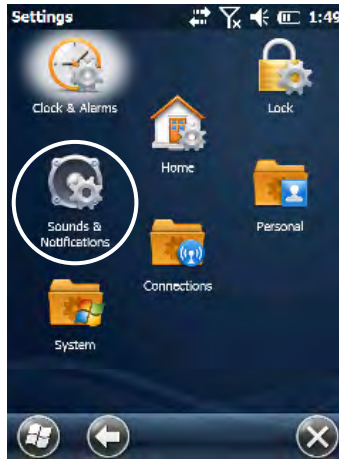 Settings 1:49
Clock & Alarms
Lock
Home
Sounds &
Notifications
Personal
Connections
System